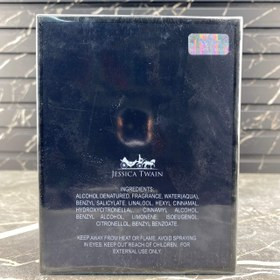 JESSICA TWAIN
INGREDIENTS:
ALCOHOL DENATURED, FRAGRANCE, WATER(AQUA),
BENZYL SALICYLATE, LINALOOL, HEXYL CINNAMAL
HYDROXYCITRONELLAL, CINNAMYL ALCOHOL,
BENZYL ALCOHOL, LIMONENE, ISOEUGENOL
CITRONELLOL, BENZYL BENZOATE.
KEEP AWAY FROM HEAT OR FLAME, AVOID SPRAYING
IN EYES, KEEP OUT REACH OF CHILDREN, FOR
EXTERNAL USE ONLY.